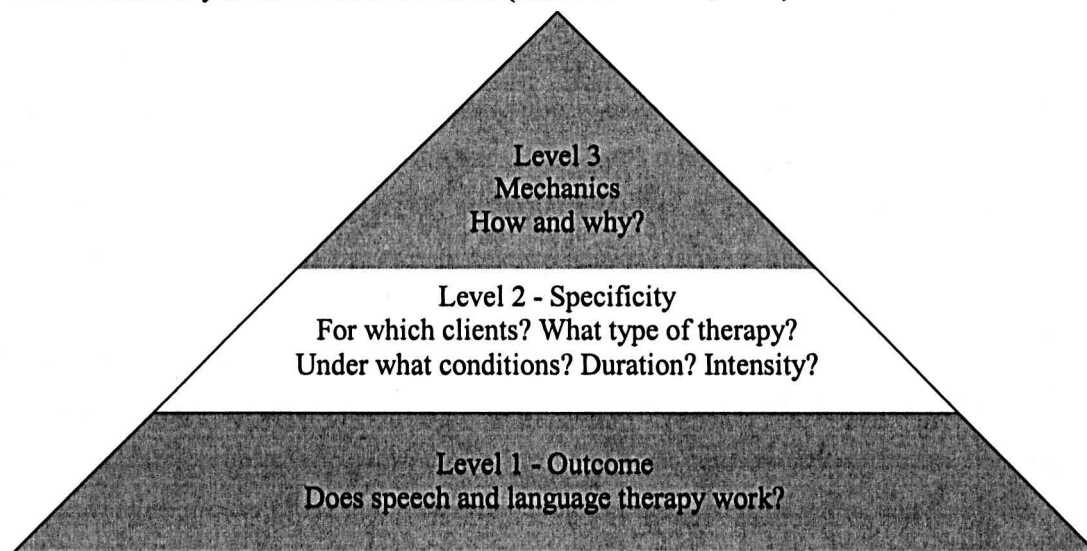 Level 3
Mechanics
How and why?
Level 2 - Specificity
For which clients? What type of therapy?
Under what conditions? Duration? Intensity?
Level 1 - Outcome
Does speech and language therapy work?